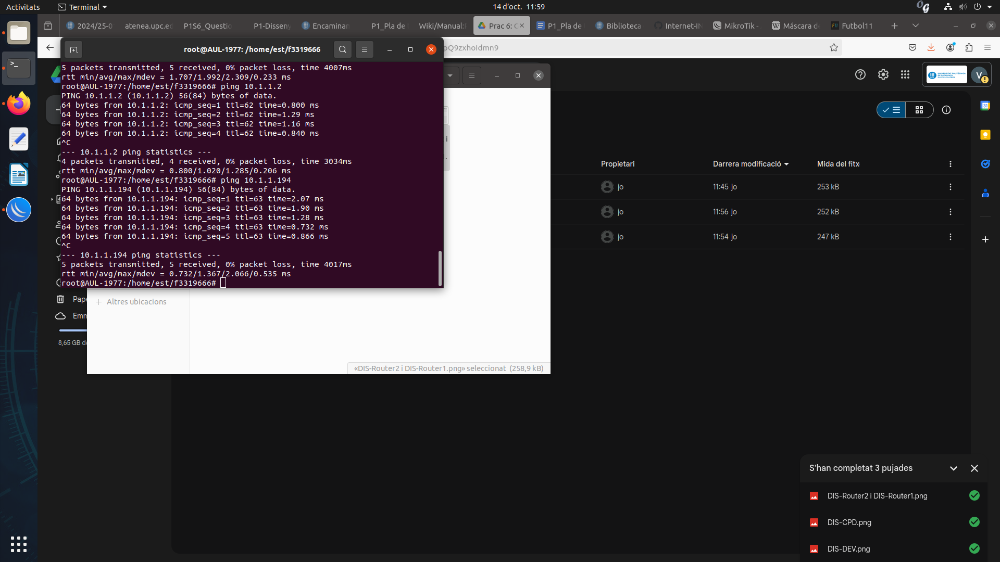 Activitats
Terminal
14 d'oct. 11:59
2024/25-0
atenea.upc.ed
P1S6_Questio
P1-Disseny
Encaminan
P1_Pla de
Wiki/Manual:
Prac 6:
P1_Pla de
Biblioteca
Internet-IN
MikroTik -
Máscara de
Futbol11
root@AUL-1977: /home/est/f3319666
pQ9zxhoIdmn9
5 packets transmitted, 5 received, 0% packet loss, time 4007ms
rtt min/avg/max/mdev = 1.707/1.992/2.309/0.233 ms
root@AUL-1977:/home/est/f3319666# ping 10.1.1.2
PING 10.1.1.2 (10.1.1.2) 56(84) bytes of data.
64 bytes from 10.1.1.2: icmp_seq=1 ttl=62 time=0.800 ms
64 bytes from 10.1.1.2: icmp_seq=2 ttl=62 time=1.29 ms
64 bytes from 10.1.1.2: icmp_seq=3 ttl=62 time=1.16 ms
64 bytes from 10.1.1.2: icmp_seq=4 ttl=62 time=0.840 ms
^C
--- 10.1.1.2 ping statistics ---
4 packets transmitted, 4 received, 0% packet loss, time 3034ms
rtt min/avg/max/mdev = 0.800/1.020/1.285/0.206 ms
root@AUL-1977:/home/est/f3319666# ping 10.1.1.194
PING 10.1.1.194 (10.1.1.194) 56(84) bytes of data.
64 bytes from 10.1.1.194: icmp_seq=1 ttl=63 time=2.07 ms
64 bytes from 10.1.1.194: icmp_seq=2 ttl=63 time=1.90 ms
64 bytes from 10.1.1.194: icmp_seq=3 ttl=63 time=1.28 ms
64 bytes from 10.1.1.194: icmp_seq=4 ttl=63 time=0.732 ms
64 bytes from 10.1.1.194: icmp_seq=5 ttl=63 time=0.866 ms
^C
--- 10.1.1.194 ping statistics ---
5 packets transmitted, 5 received, 0% packet loss, time 4017ms
rtt min/avg/max/mdev = 0.732/1.367/2.066/0.535 ms
root@AUL-1977:/home/est/f3319666#
Pape
Emm
8,65 GB de
Altres ubicacions
«DIS-Router2 i DIS-Router1.png» seleccionat (258,9 kB)
UNIVERSITAT POLITÈCNICA
DE CATALUNYA
BARCELONATECH
V
31
Propietari
Darrera modificació
Mida del fitx
jo
11:45 jo
253 kB
jo
11:56 jo
252 kB
jo
11:54 jo
247 kB
S'han completat 3 pujades
DIS-Router2 i DIS-Router1.png
DIS-CPD.png
DIS-DEV.png